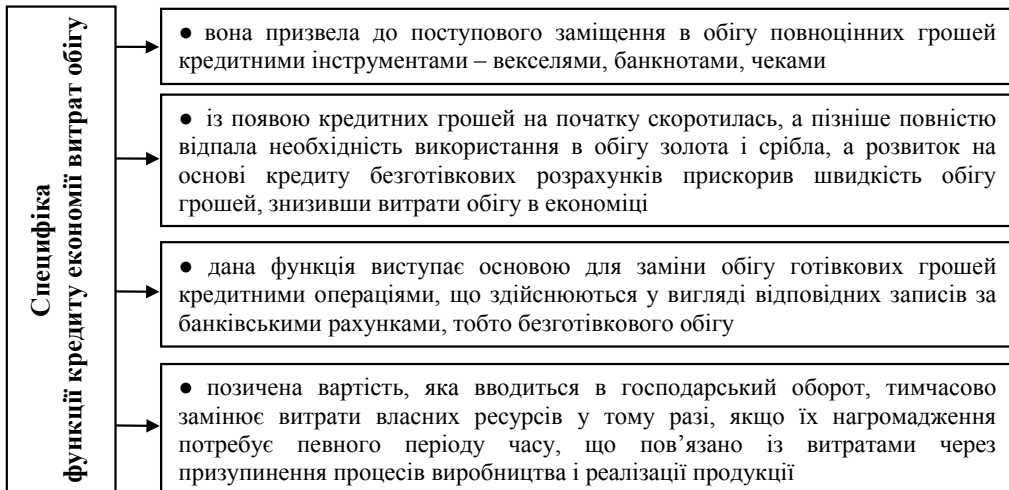 Специфіка
функції кредиту економії витрат обігу
● вона призвела до поступового заміщення в обігу повноцінних грошей
кредитними інструментами – векселями, банкнотами, чеками
● із появою кредитних грошей на початку скоротилась, а пізніше повністю
відпала необхідність використання в обігу золота і срібла, а розвиток на
основі кредиту безготівкових розрахунків прискорив швидкість обігу
грошей, знизивши витрати обігу в економіці
● дана функція виступає основою для заміни обігу готівкових грошей
кредитними операціями, що здійснюються у вигляді відповідних записів за
банківськими рахунками, тобто безготівкового обігу
● позичена вартість, яка вводиться в господарський оборот, тимчасово
замінює витрати власних ресурсів у тому разі, якщо їх нагромадження
потребує певного періоду часу, що пов’язано із витратами через
призупинення процесів виробництва і реалізації продукції